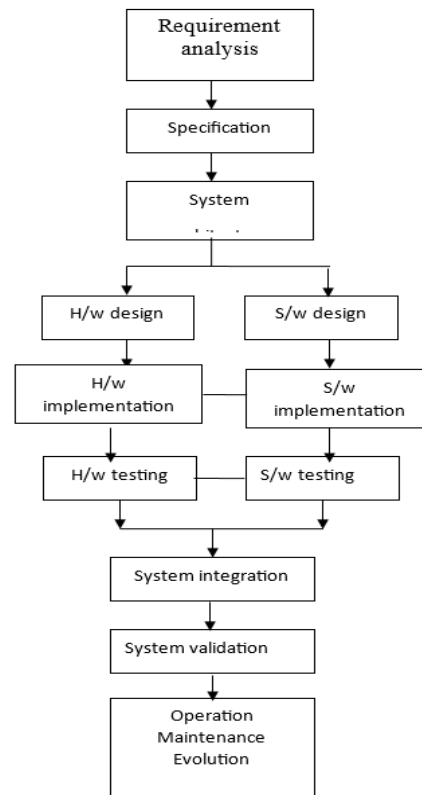 Requirement
analysis
Specification
System
H/w design
S/w design
H/w
implementation
S/w
implementation
H/w testing
S/w testing
System integration
System validation
Operation
Maintenance
Evolution